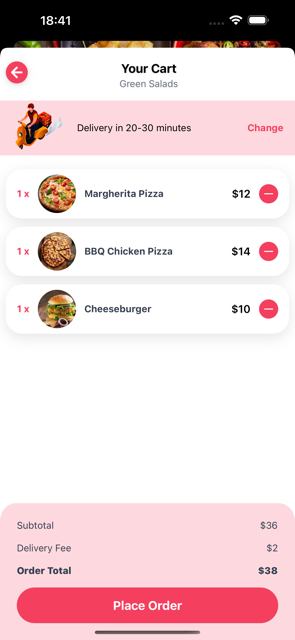 18:41
Your Cart
Green Salads
Delivery in 20-30 minutes Change
1 x Margherita Pizza $12
1 x BBQ Chicken Pizza $14
1 x Cheeseburger $10
Subtotal $36
Delivery Fee $2
Order Total $38
Place Order